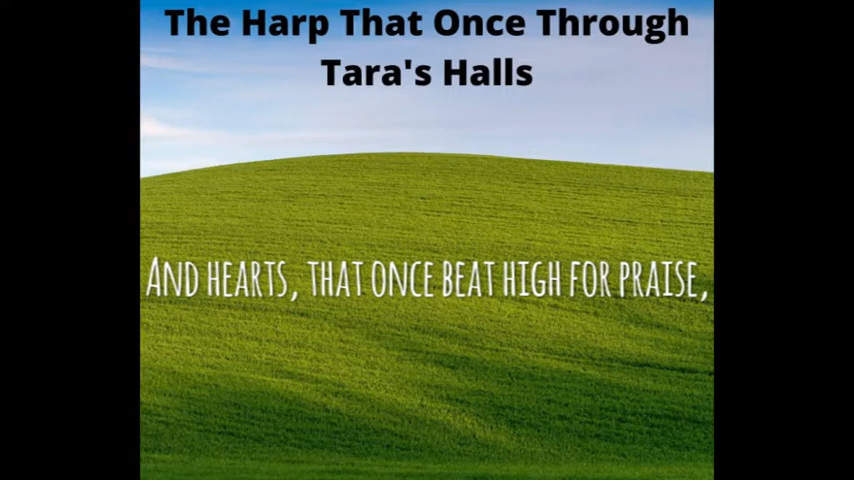 The Harp That Once Through
Tara's Halls
And hearts, that once beat high for praise,